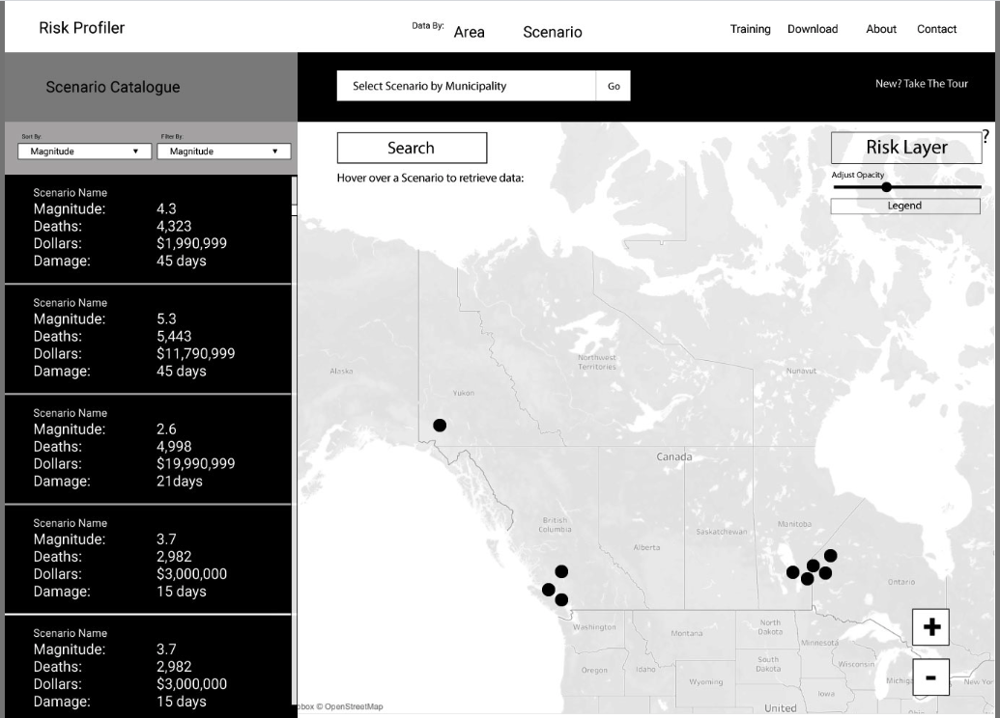 Risk Profiler
Data By: Area Scenario
Training Download About Contact
Scenario Catalogue
Select Scenario by Municipality Go
New? Take The Tour
Sort By: Filter By:
Magnitude ▼ Magnitude ▼
Search
Hover over a Scenario to retrieve data:
Risk Layer ?
Adjust Opacity
Legend
Scenario Name
Magnitude: 4.3
Deaths: 4,323
Dollars: $1,990,999
Damage: 45 days
Scenario Name
Magnitude: 5.3
Deaths: 5,443
Dollars: $11,790,999
Damage: 45 days
Scenario Name
Magnitude: 2.6
Deaths: 4,998
Dollars: $19,990,999
Damage: 21days
Scenario Name
Magnitude: 3.7
Deaths: 2,982
Dollars: $3,000,000
Damage: 15 days
Scenario Name
Magnitude: 3.7
Deaths: 2,982
Dollars: $3,000,000
Damage: 15 days
Alaska
Yukon
Northwest
Territories
Nunavut
Canada
British
Columbia
Alberta
Saskatchewan
Manitoba
Ontario
Washington
Montana
North
Dakota
Minnesota
Oregon
Idaho
Wyoming
South
Dakota
Wisconsin
Michig
New Yor
Iowa
United
+
-
box © OpenStreetMap